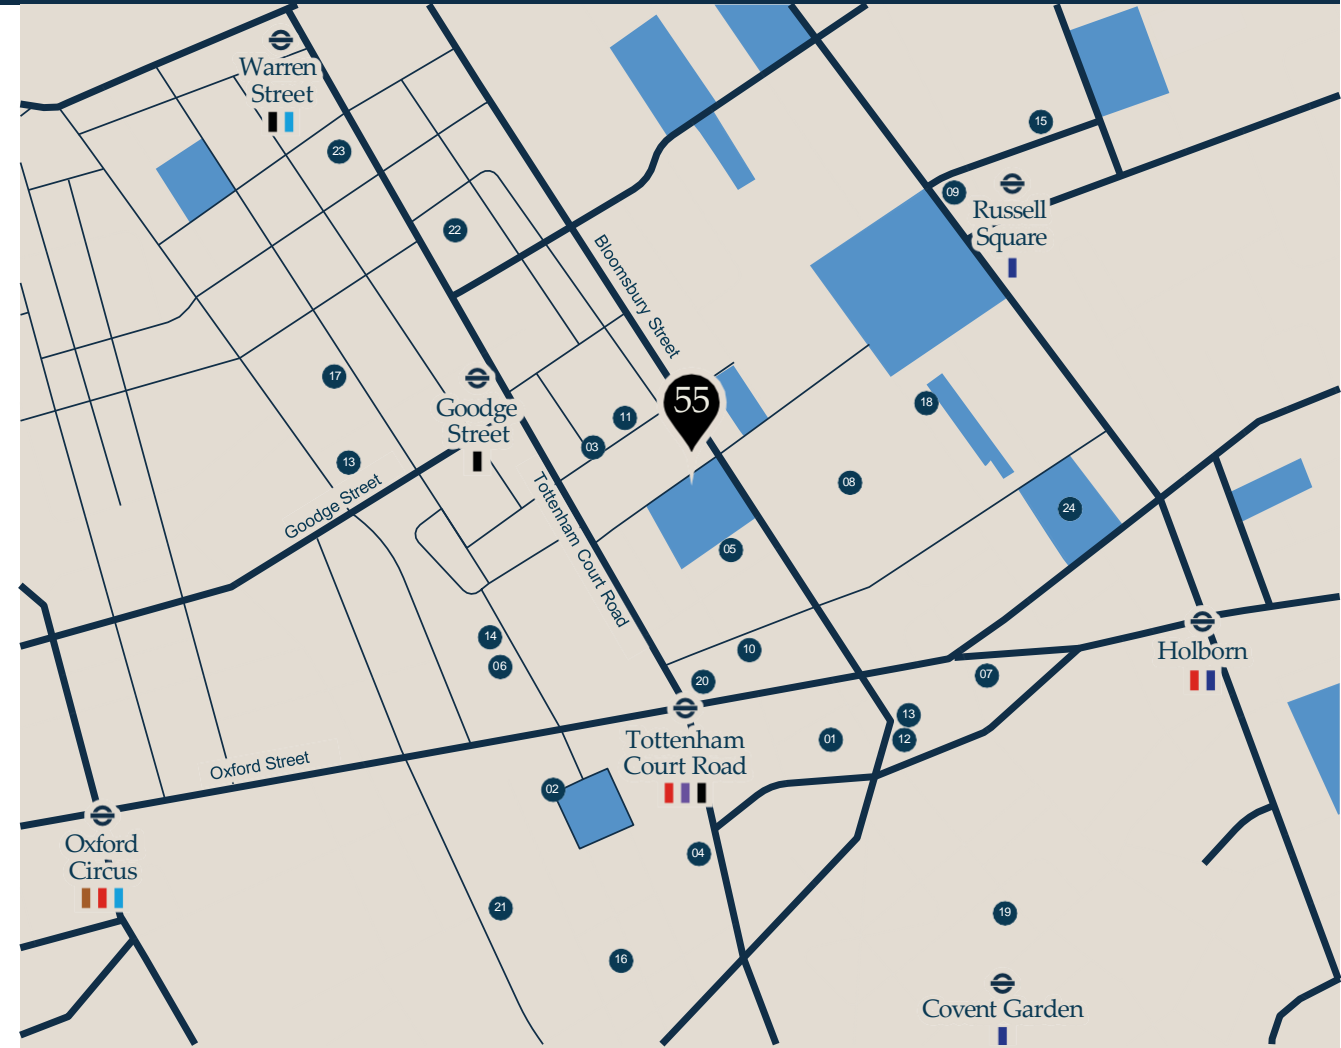 Warren
Street
23
15
09
Russell
Square
22
Bloomsbury Street
17
Goodge
Street
55
11
03
18
13
Goodge Street
Tottenham Court Road
08
24
05
14
06
10
20
Holborn
07
13
12
01
Tottenham
Court Road
Oxford Street
02
Oxford
Circus
04
21
16
19
Covent Garden